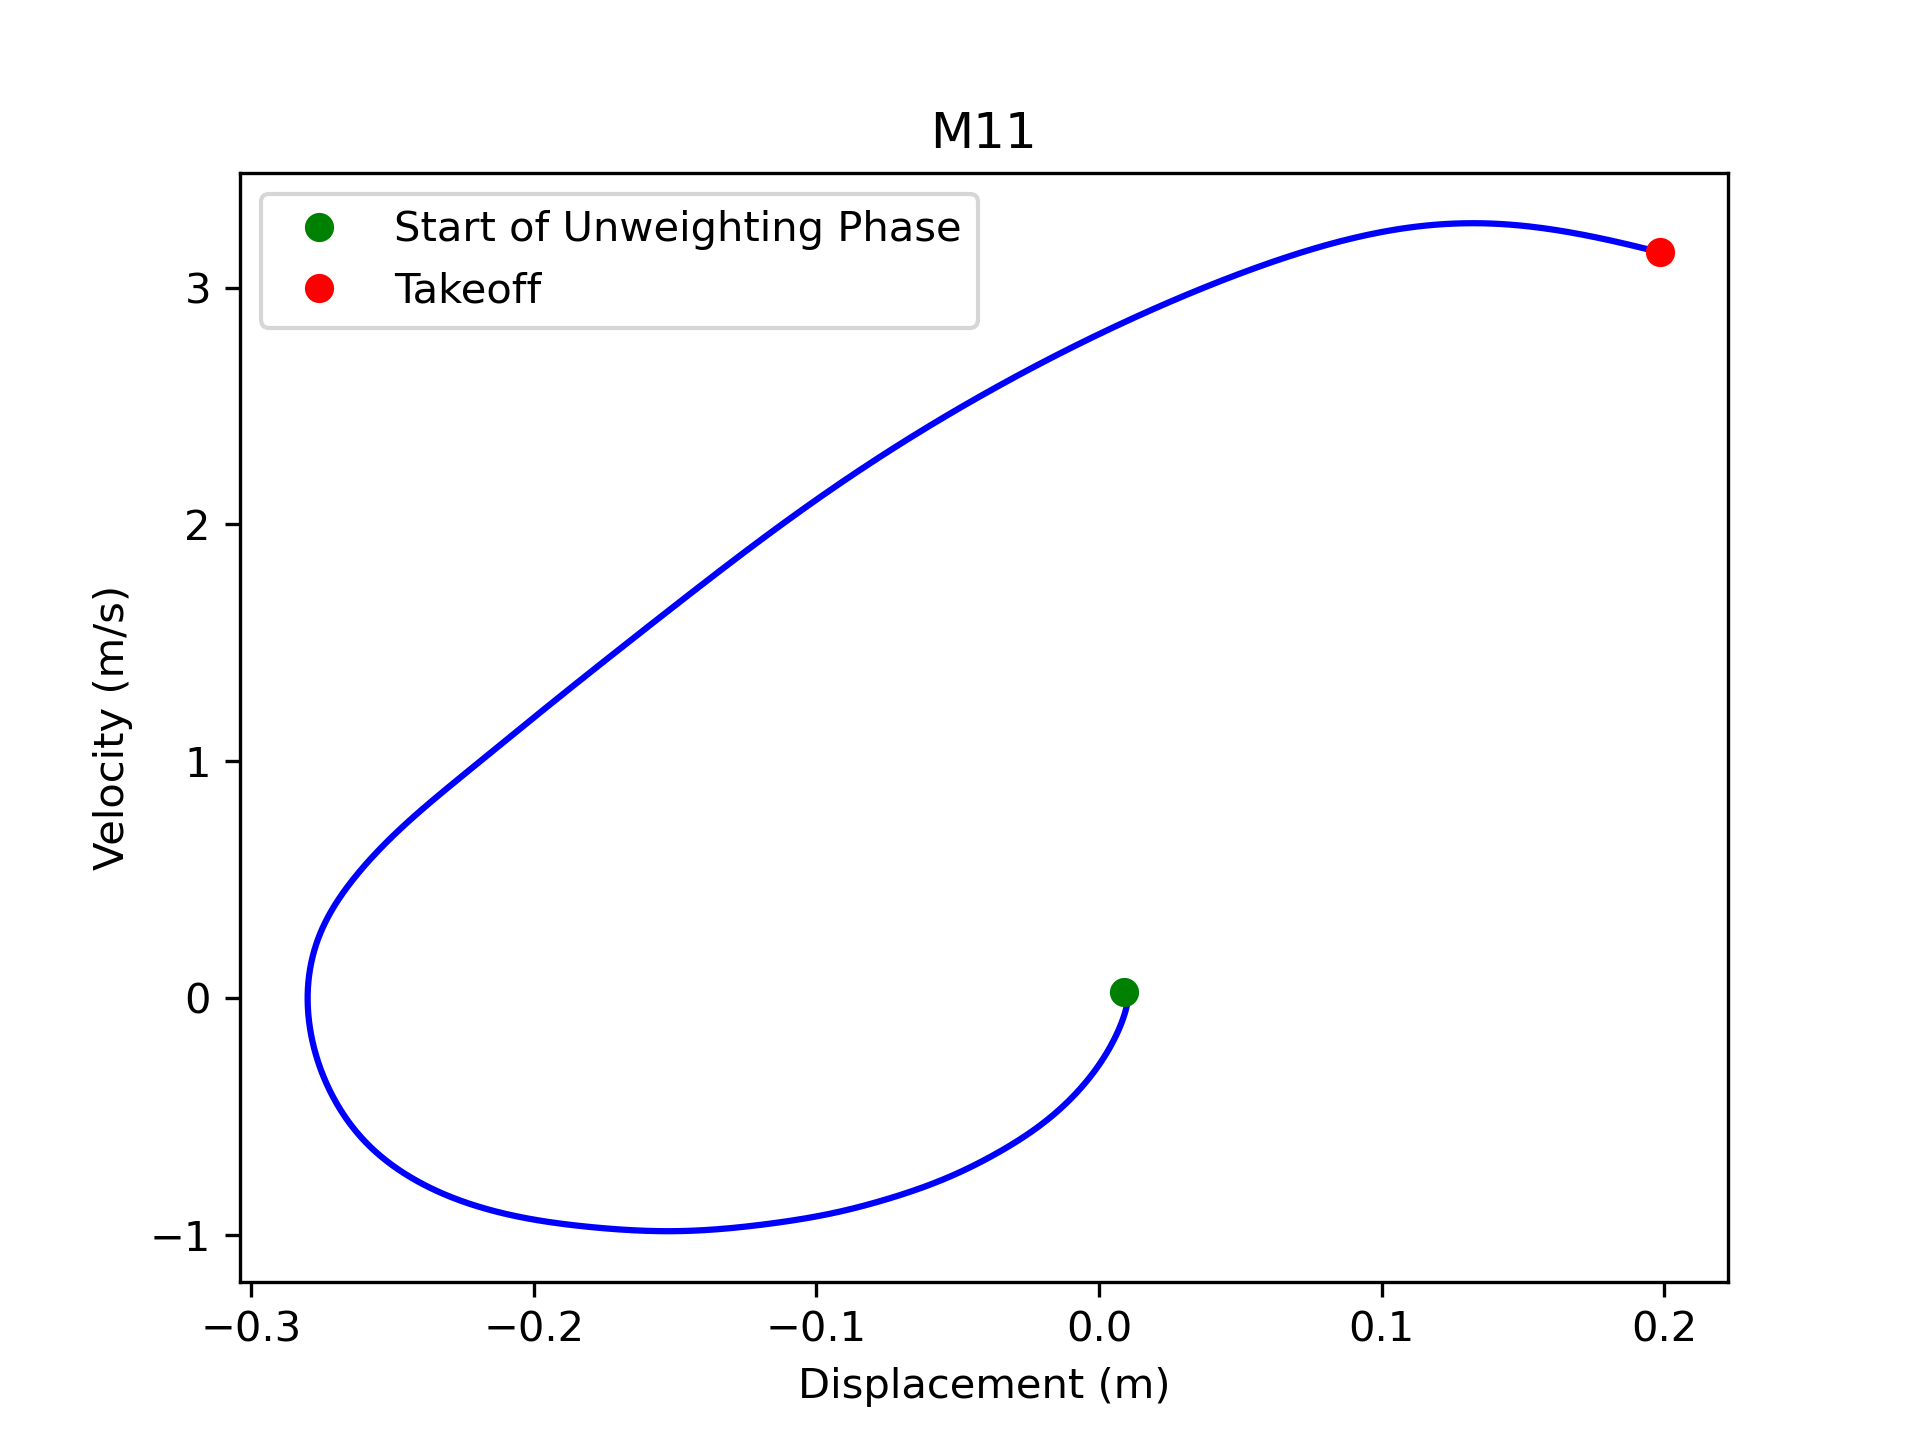 M11
Start of Unweighting Phase
Takeoff
3
2
1
0
−1
Velocity (m/s)
−0.3 −0.2 −0.1 0.0 0.1 0.2
Displacement (m)